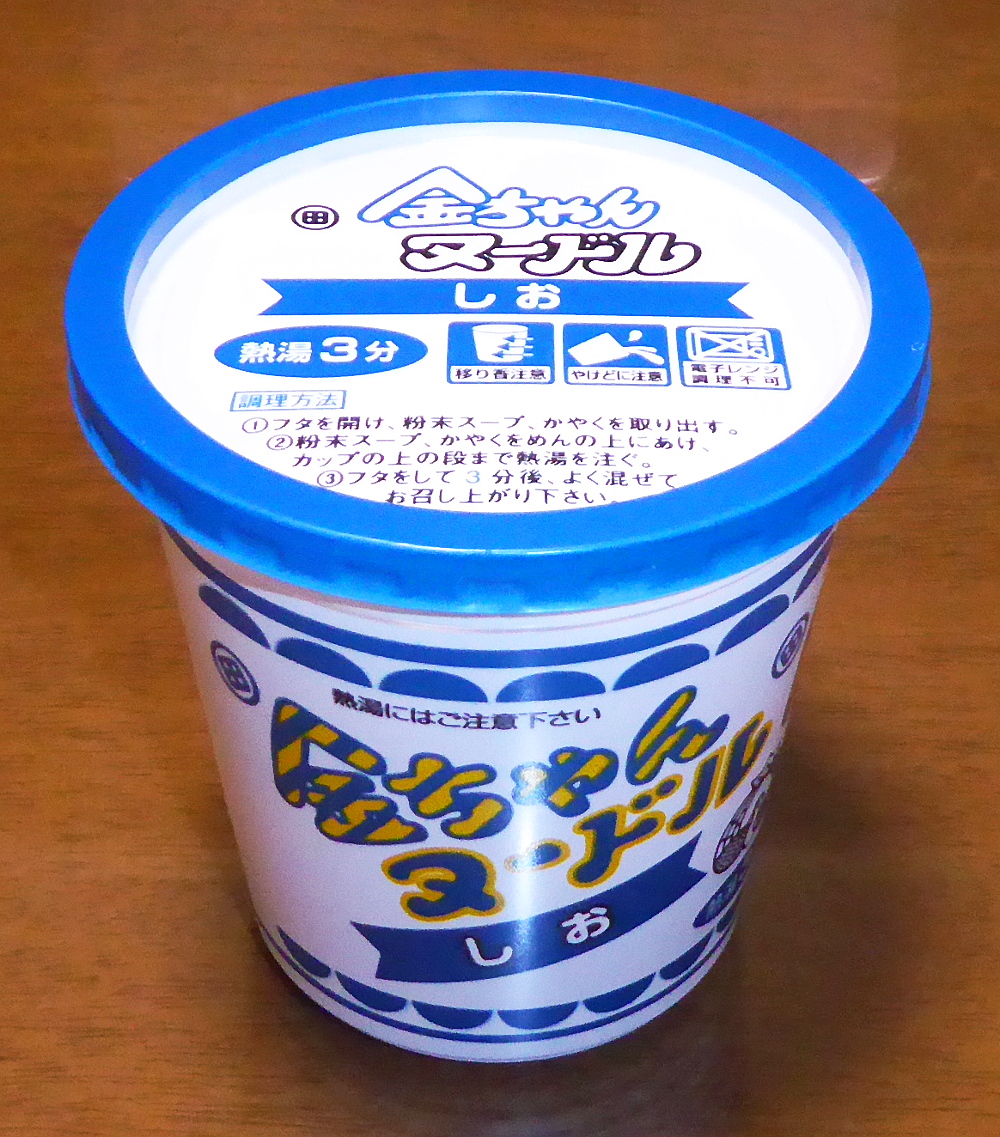 田
金ちゃん
ヌードル
しお
熱湯3分
移り香注意
やけどに注意
電子レンジ
調理不可
調理方法
①フタを開け、粉末スープ、かやくを取り出す。
②粉末スープ、かやくをめんの上にあけ、
カップの上の段まで熱湯を注ぐ。
③フタをして3分後、よく混ぜて
お召し上がり下さい。
田
田
熱湯にはご注意下さい
金ちゃん
ヌードル
しお